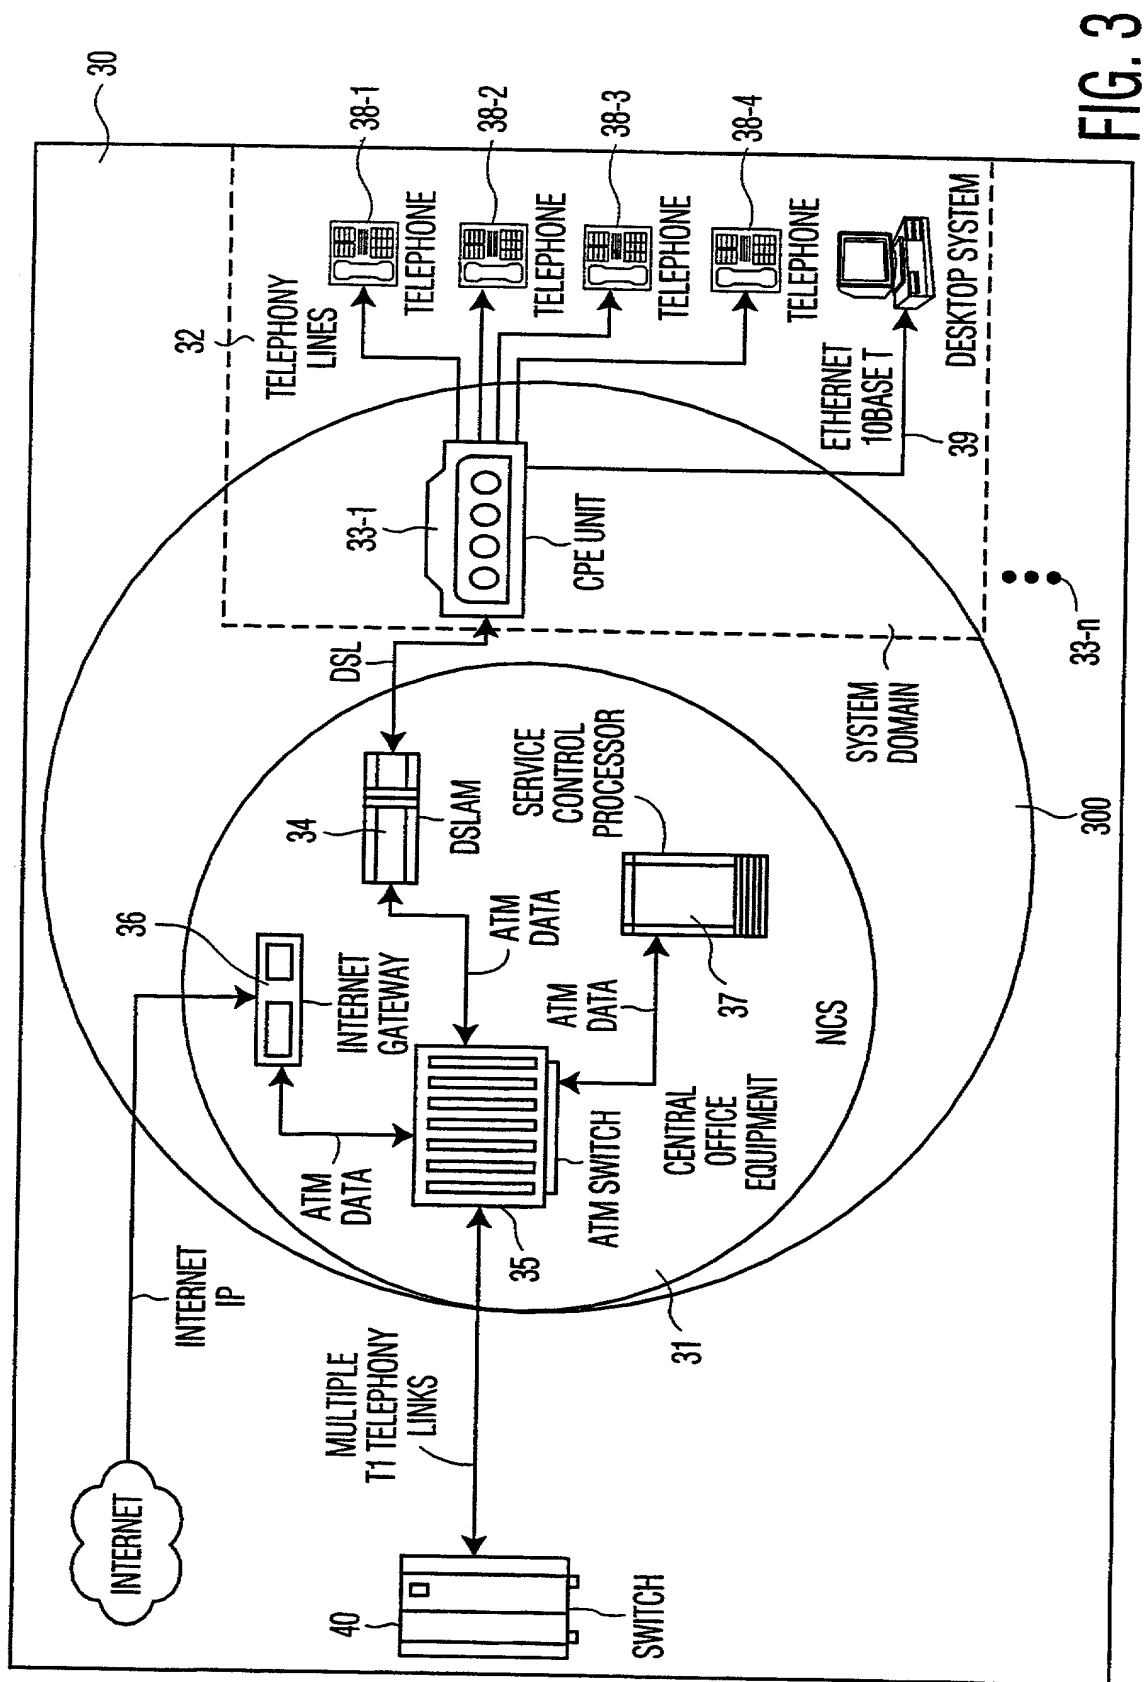 30
INTERNET
INTERNET
IP
36
INTERNET
GATEWAY
ATM
DATA
32
TELEPHONY
LINES
38-1
TELEPHONE
38-2
TELEPHONE
38-3
TELEPHONE
38-4
TELEPHONE
40
SWITCH
MULTIPLE
T1 TELEPHONY
LINKS
35
ATM SWITCH
ATM
DATA
34
DSLAM
DSL
33-1
CPE UNIT
ETHERNET
10BASE T
39
DESKTOP SYSTEM
ATM
DATA
SERVICE
CONTROL
PROCESSOR
37
CENTRAL
OFFICE
EQUIPMENT
NCS
31
SYSTEM
DOMAIN
300
33-n
FIG. 3